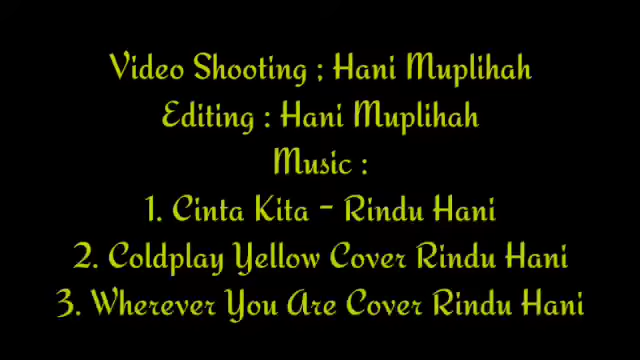 Video Shooting ; Hani Muplihah
Editing : Hani Muplihah
Music :
1. Cinta Kita - Rindu Hani
2. Coldplay Yellow Cover Rindu Hani
3. Wherever You Are Cover Rindu Hani